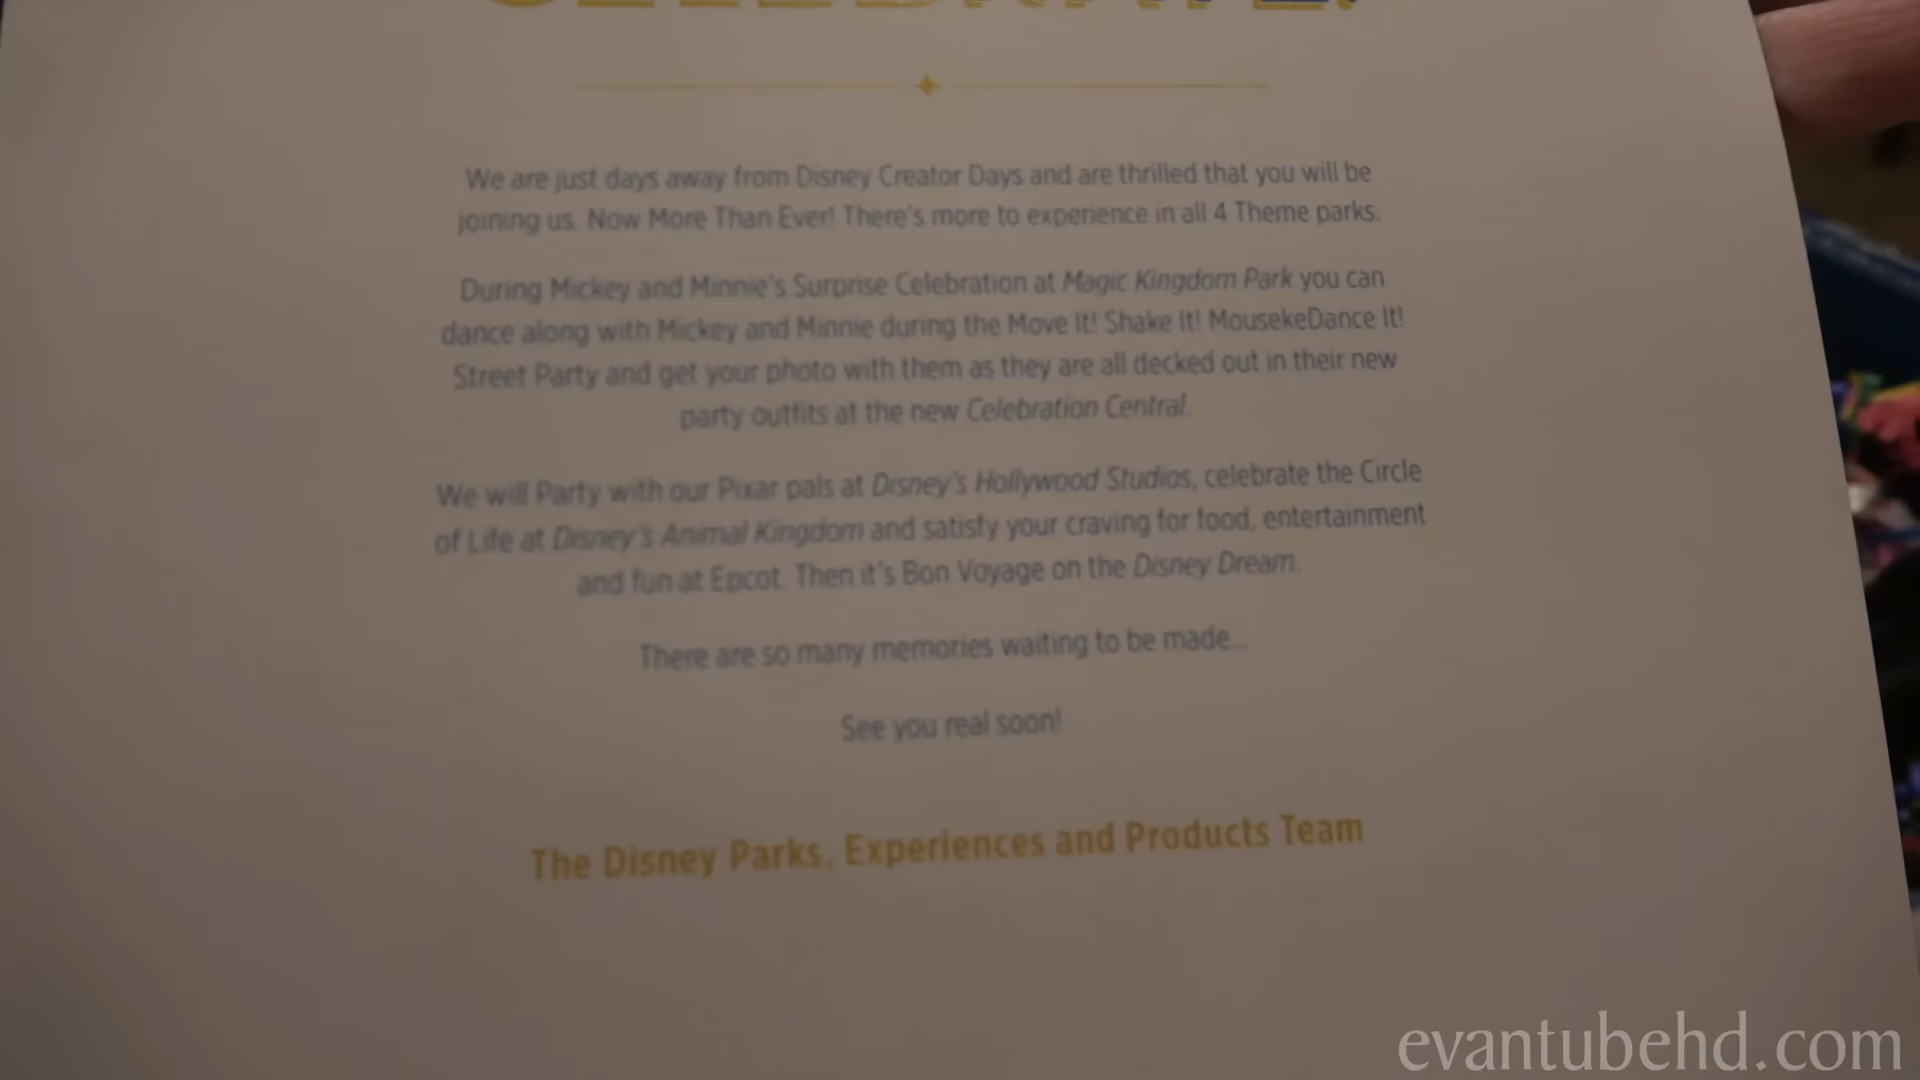 CELEBRATE!
We are just days away from Disney Creator Days and are thrilled that you will be
joining us. Now More Than Ever! There's more to experience in all 4 Theme parks.
During Mickey and Minnie's Surprise Celebration at Magic Kingdom Park you can
dance along with Mickey and Minnie during the Move It! Shake It! MousekeDance It!
Street Party and get your photo with them as they are all decked out in their new
party outfits at the new Celebration Central.
We will Party with our Pixar pals at Disney's Hollywood Studios, celebrate the Circle
of Life at Disney's Animal Kingdom and satisfy your craving for food, entertainment
and fun at Epcot. Then it's Bon Voyage on the Disney Dream.
There are so many memories waiting to be made...
See you real soon!
The Disney Parks, Experiences and Products Team
evantubehd.com